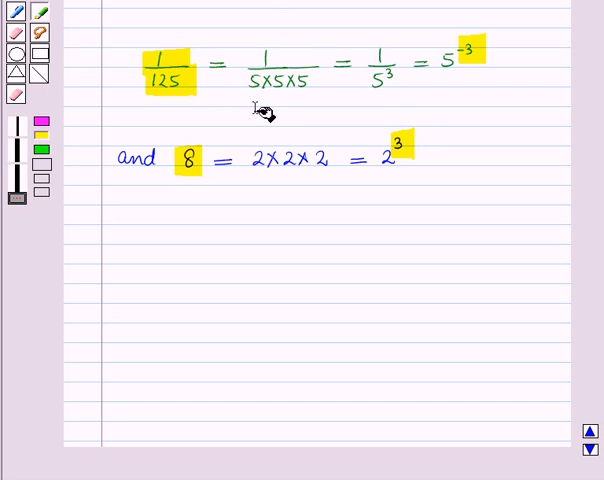 1/125 = 1/5×5×5 = 1/5³ = 5⁻³
and 8 = 2×2×2 = 2³